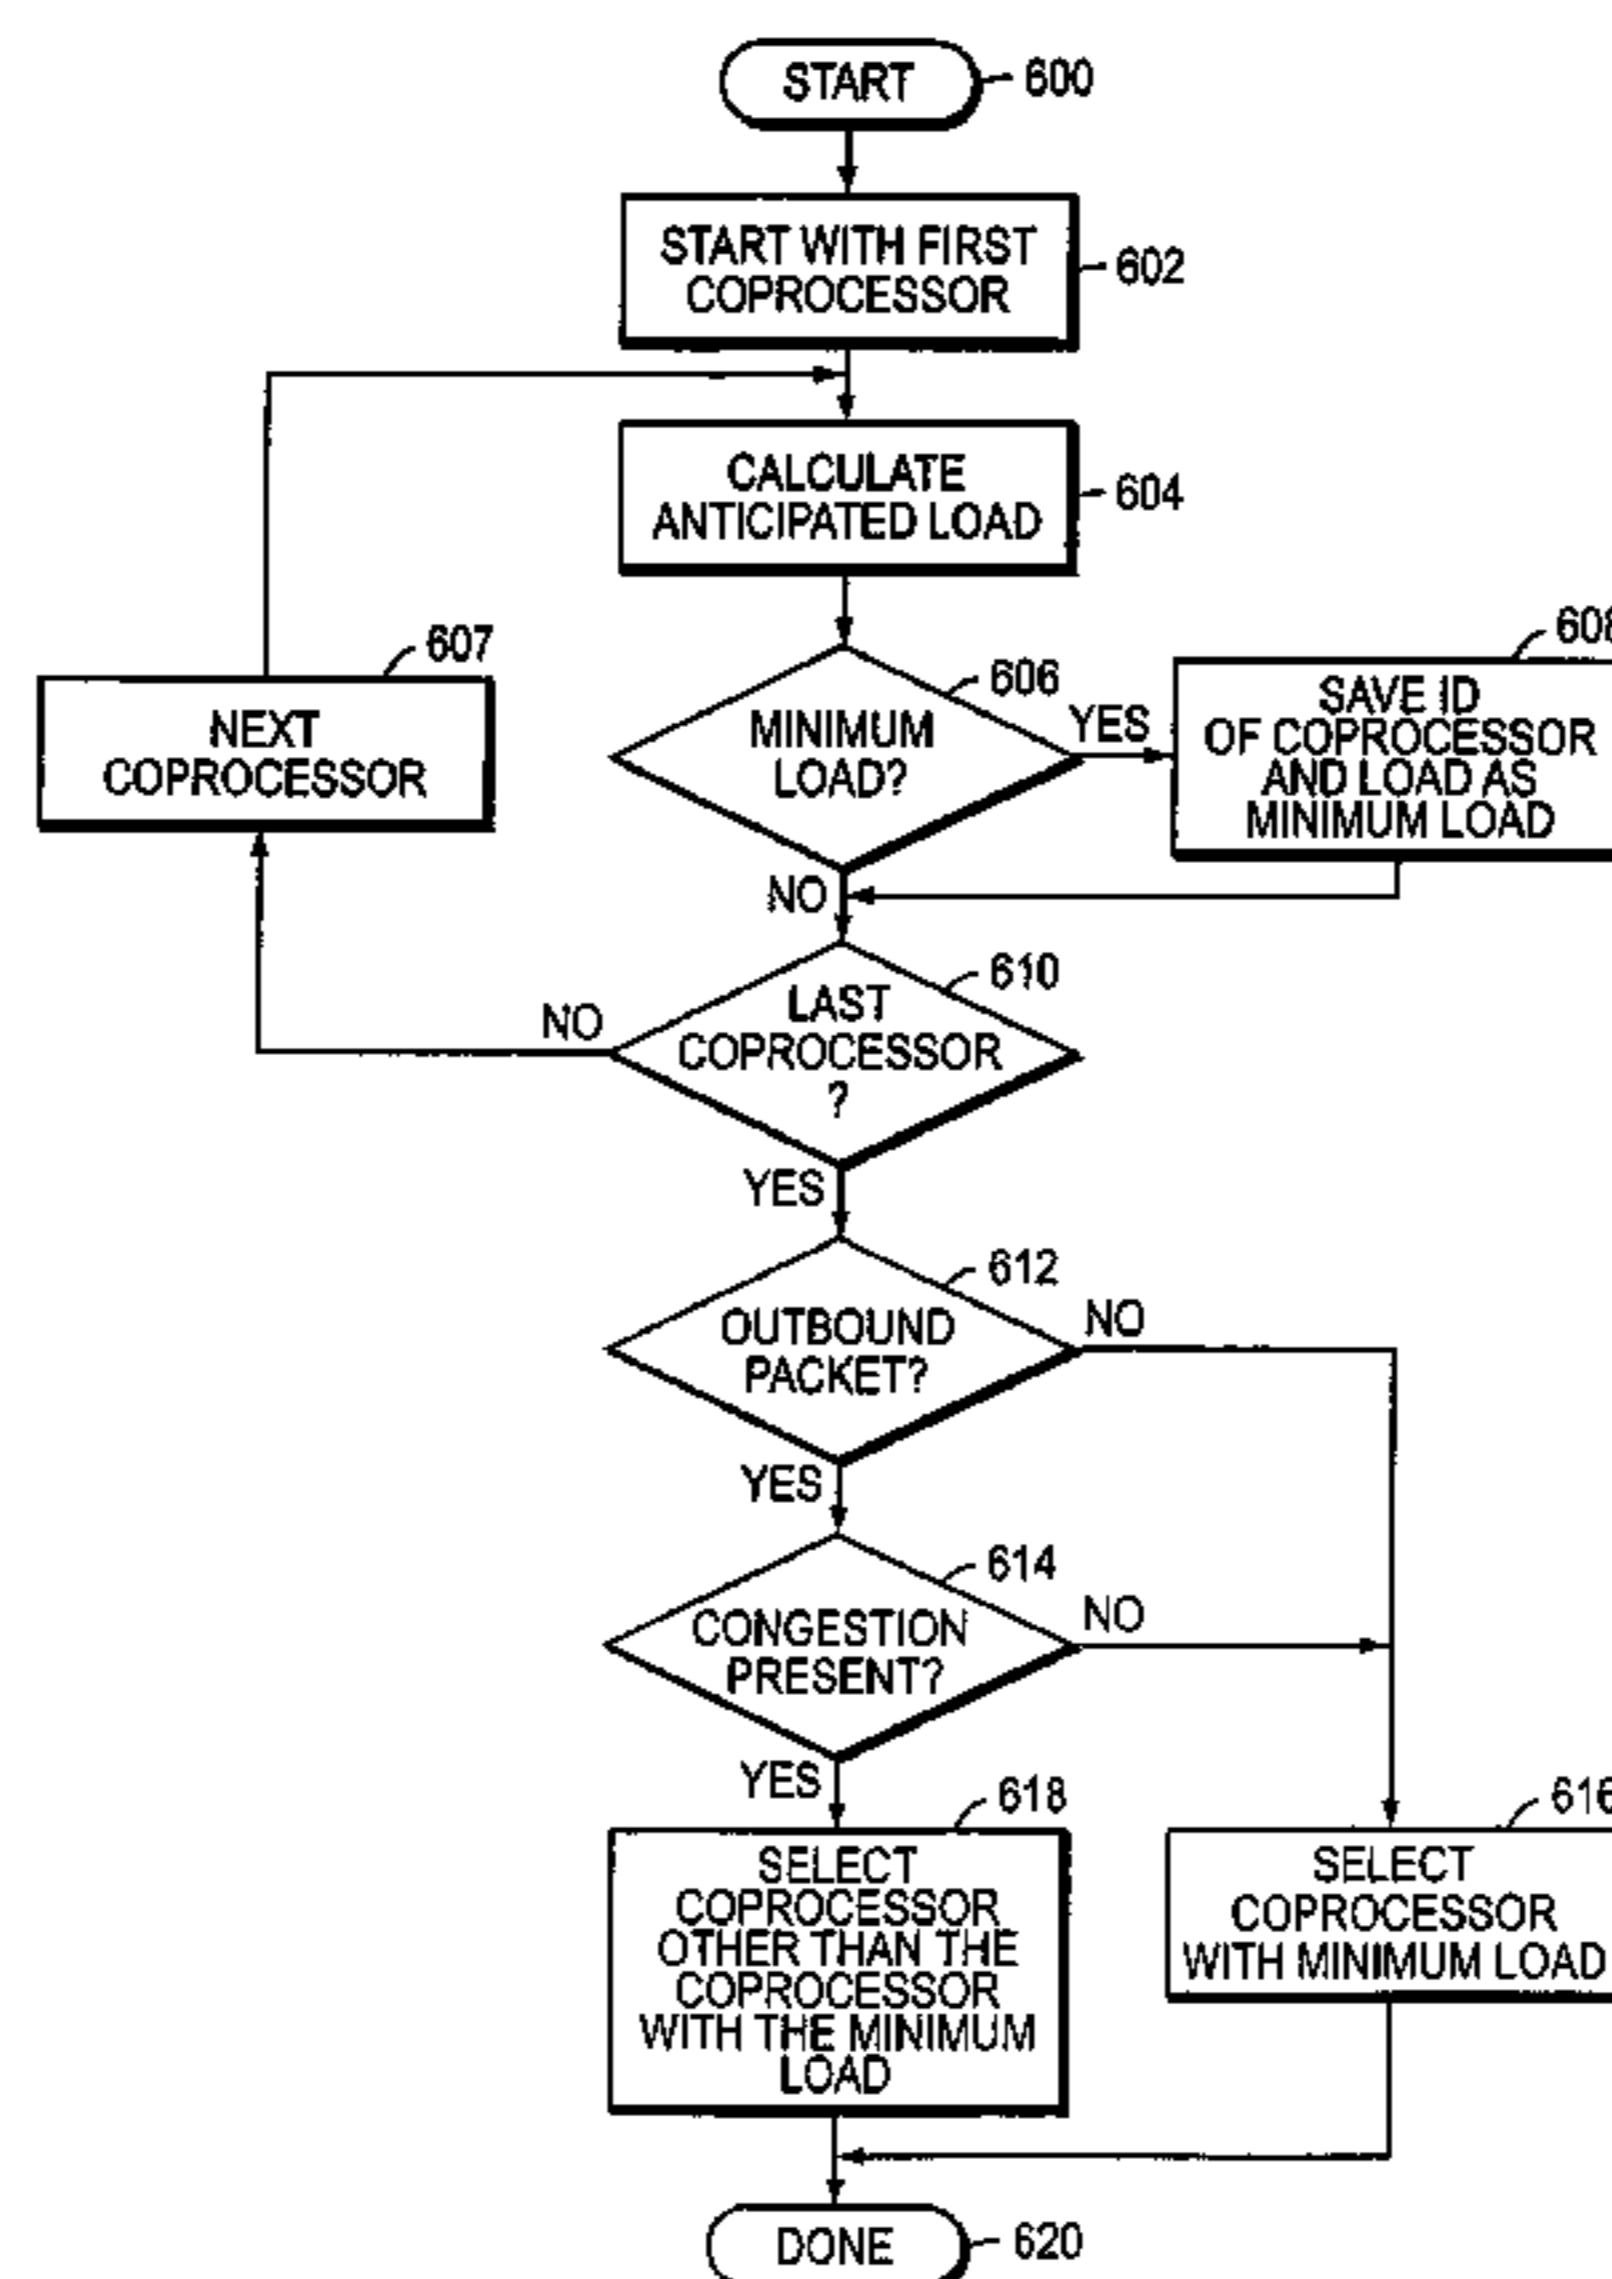 START
600
START WITH FIRST
COPROCESSOR
602
CALCULATE
ANTICIPATED LOAD
604
607
NEXT
COPROCESSOR
606
MINIMUM
LOAD?
YES
608
SAVE ID
OF COPROCESSOR
AND LOAD AS
MINIMUM LOAD
NO
610
LAST
COPROCESSOR
?
NO
YES
612
OUTBOUND
PACKET?
NO
YES
614
CONGESTION
PRESENT?
NO
YES
618
SELECT
COPROCESSOR
OTHER THAN THE
COPROCESSOR
WITH THE MINIMUM
LOAD
616
SELECT
COPROCESSOR
WITH MINIMUM LOAD
DONE
620